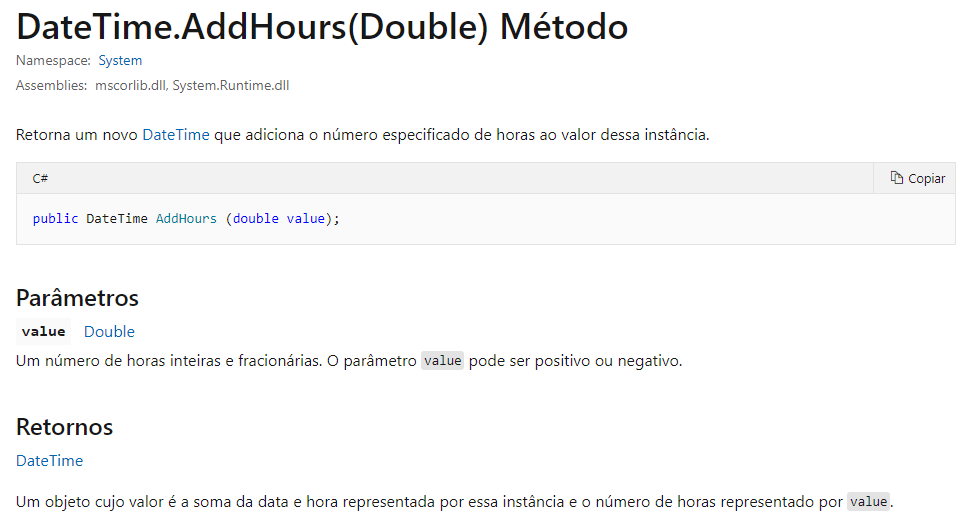 DateTime.AddHours(Double) Método
Namespace: System
Assemblies: mscorlib.dll, System.Runtime.dll
Retorna um novo DateTime que adiciona o número especificado de horas ao valor dessa instância.
C# Copiar
public DateTime AddHours (double value);
Parâmetros
value Double
Um número de horas inteiras e fracionárias. O parâmetro value pode ser positivo ou negativo.
Retornos
DateTime
Um objeto cujo valor é a soma da data e hora representada por essa instância e o número de horas representado por value.